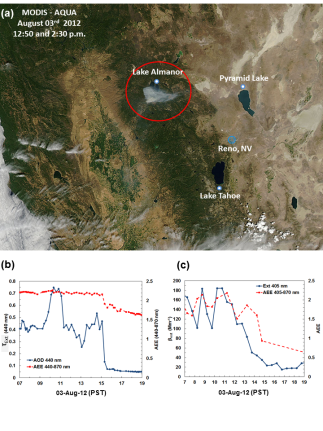 (a)
MODIS - AQUA
August 03rd 2012
12:50 and 2:30 p.m.
Lake Almanor
Pyramid Lake
Reno, NV
Lake Tahoe
(b)
(c)
0.8
0.7
0.6
0.5
0.4
0.3
0.2
0.1
0
2.5
2
1.5
1
0.5
0
(440 nm)
AEE (440-870 nm)
AOD 440 nm
AEE 440-870 nm
07 09 11 13 15 17 19
03-Aug-12 (PST)
200
180
160
140
120
100
80
60
40
20
0
2.5
2
1.5
1
0.5
0
AEE
Ext 405 nm
AEE 405-870 nm
7 8 9 10 11 12 13 14 15 16 17 18 19
03-Aug-12 (PST)